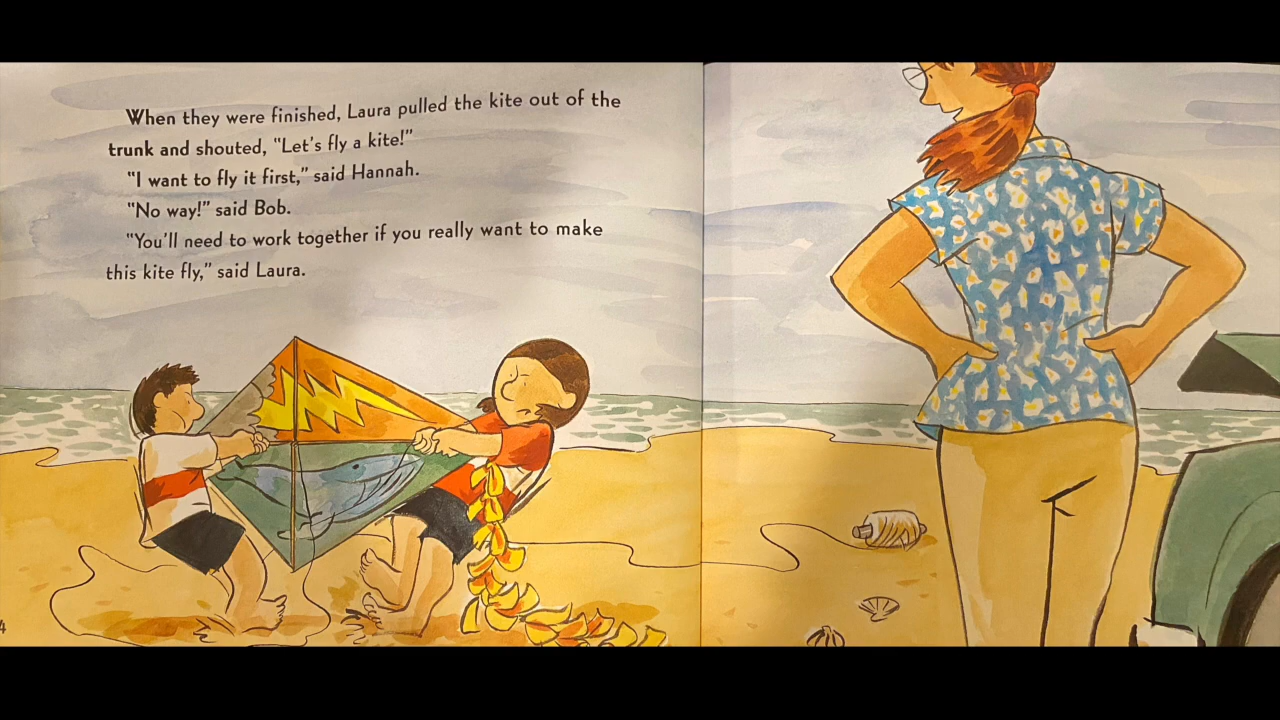 When they were finished, Laura pulled the kite out of the
trunk and shouted, “Let’s fly a kite!”
“I want to fly it first,” said Hannah.
“No way!” said Bob.
“You’ll need to work together if you really want to make
this kite fly,” said Laura.
4